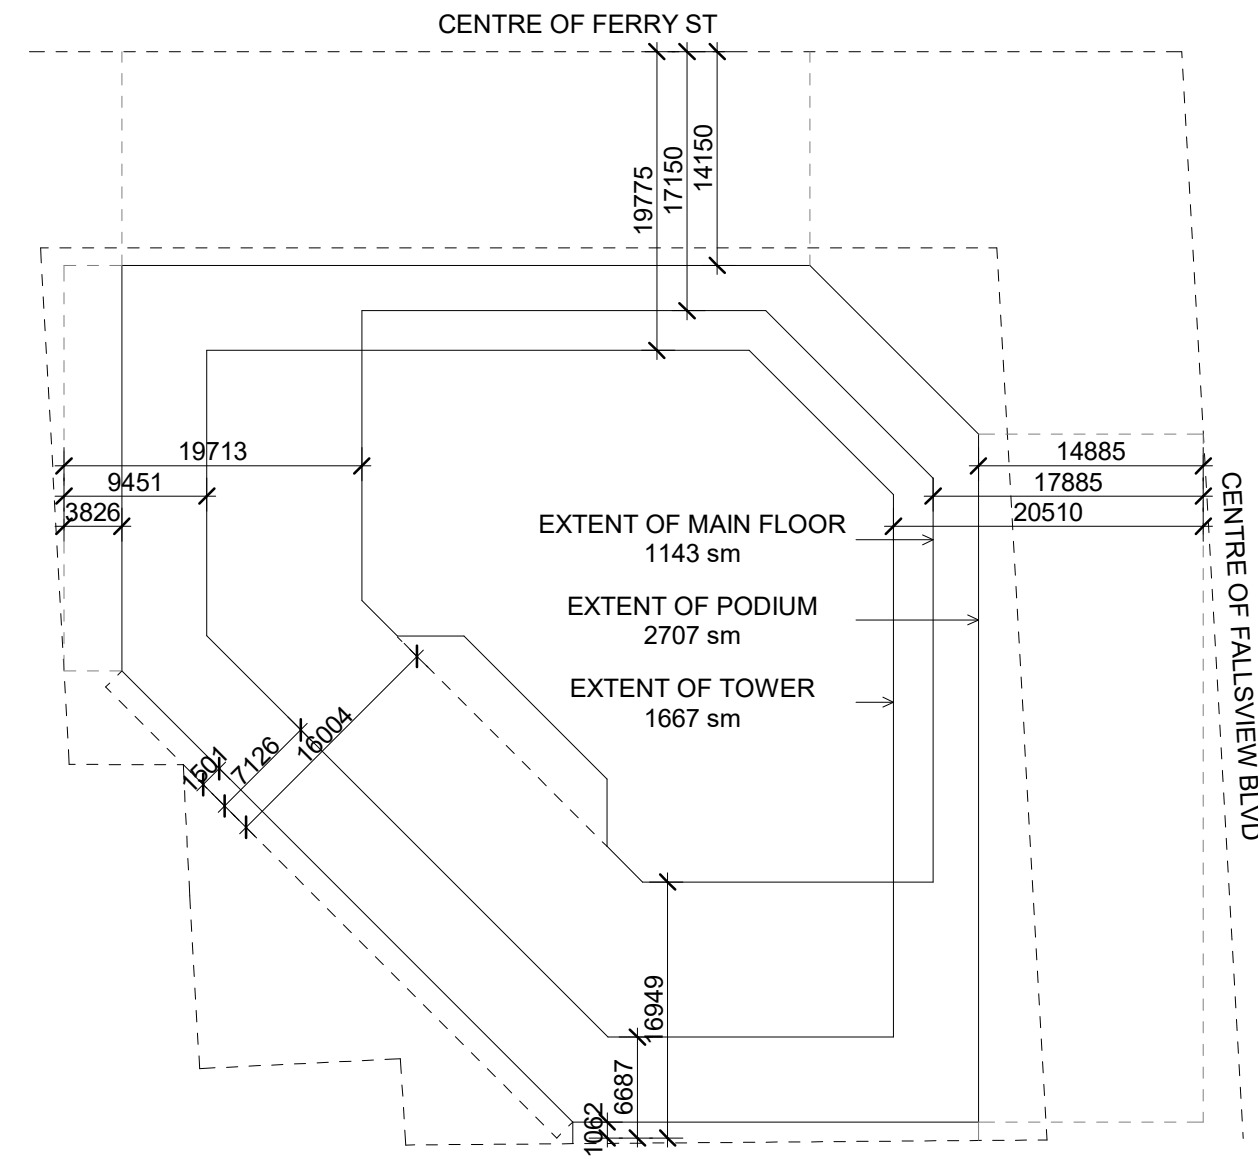 CENTRE OF FERRY ST
19775
17150
14150
19713
9451
3826
14885
17885
20510
EXTENT OF MAIN FLOOR
1143 sm
EXTENT OF PODIUM
2707 sm
EXTENT OF TOWER
1667 sm
CENTRE OF FALLSVIEW BLVD
1501
7126
16004
16949
6687
1062